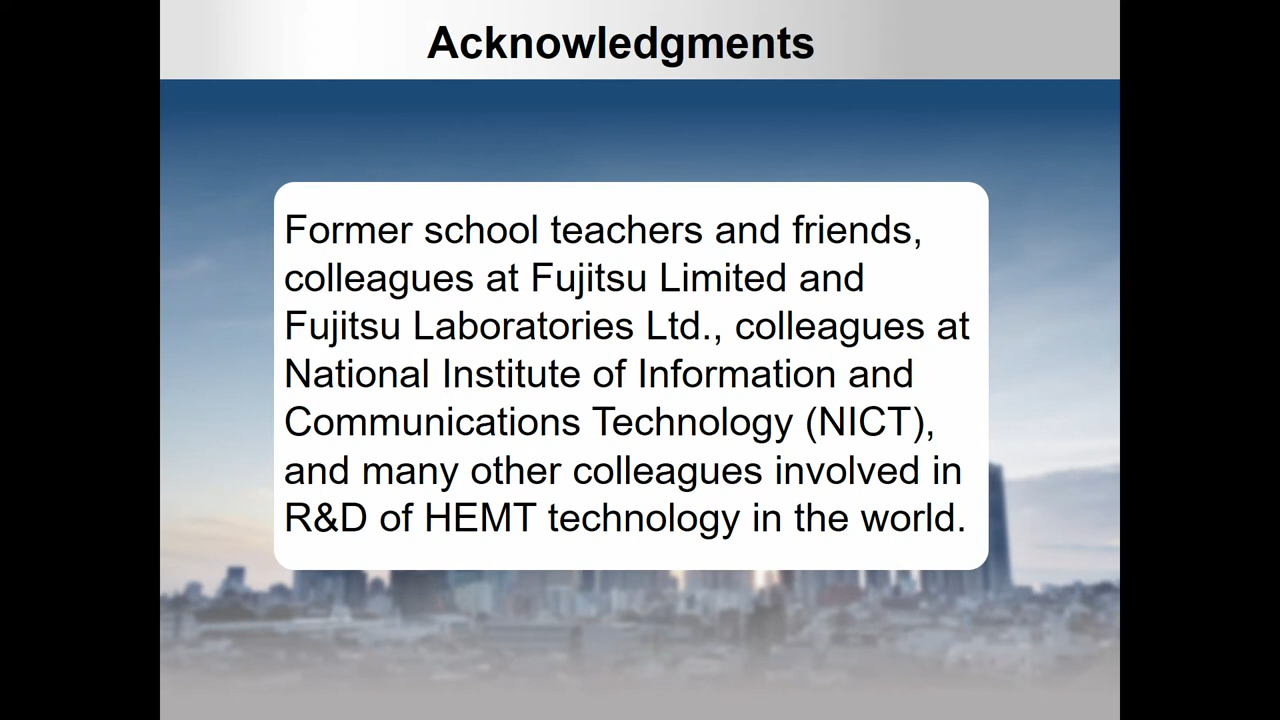 Acknowledgments
Former school teachers and friends,
colleagues at Fujitsu Limited and
Fujitsu Laboratories Ltd., colleagues at
National Institute of Information and
Communications Technology (NICT),
and many other colleagues involved in
R&D of HEMT technology in the world.